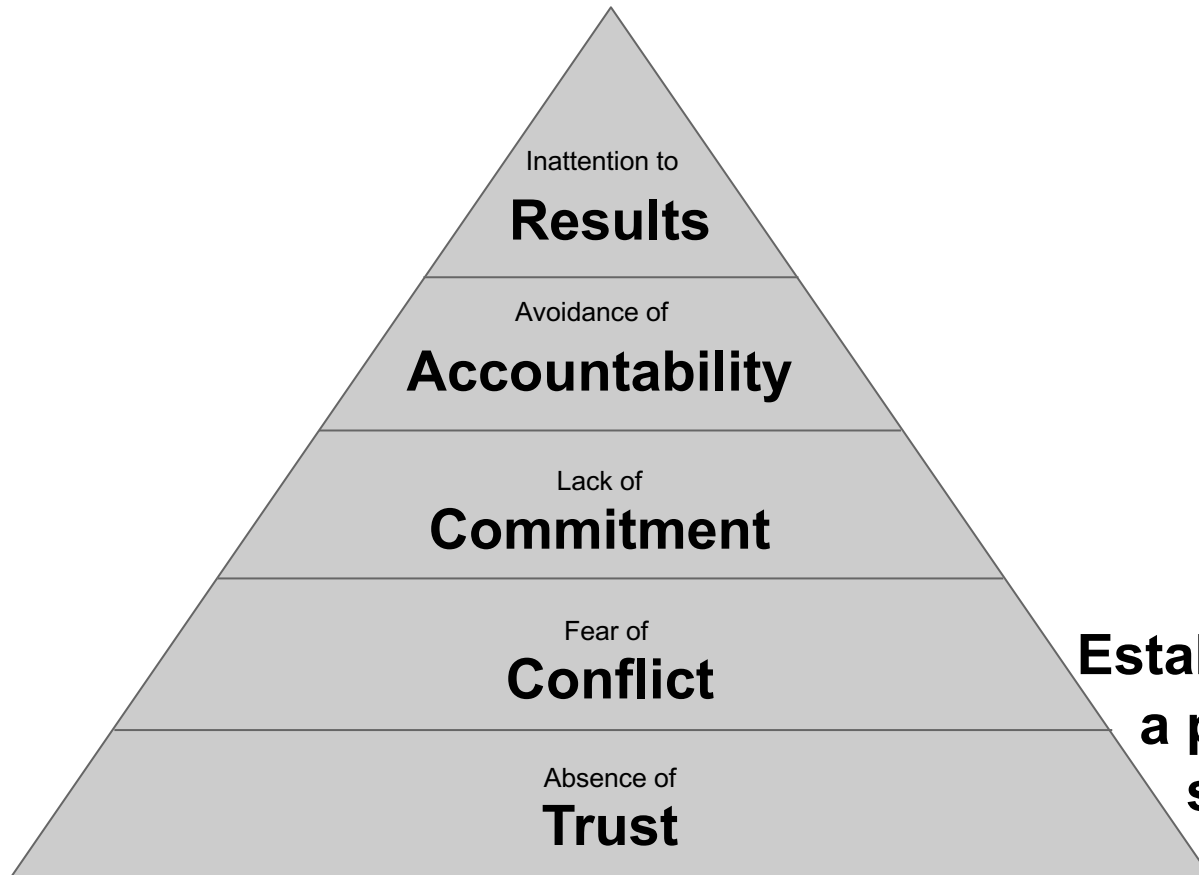 Inattention to
Results
Avoidance of
Accountability
Lack of
Commitment
Fear of
Conflict
Absence of
Trust
a